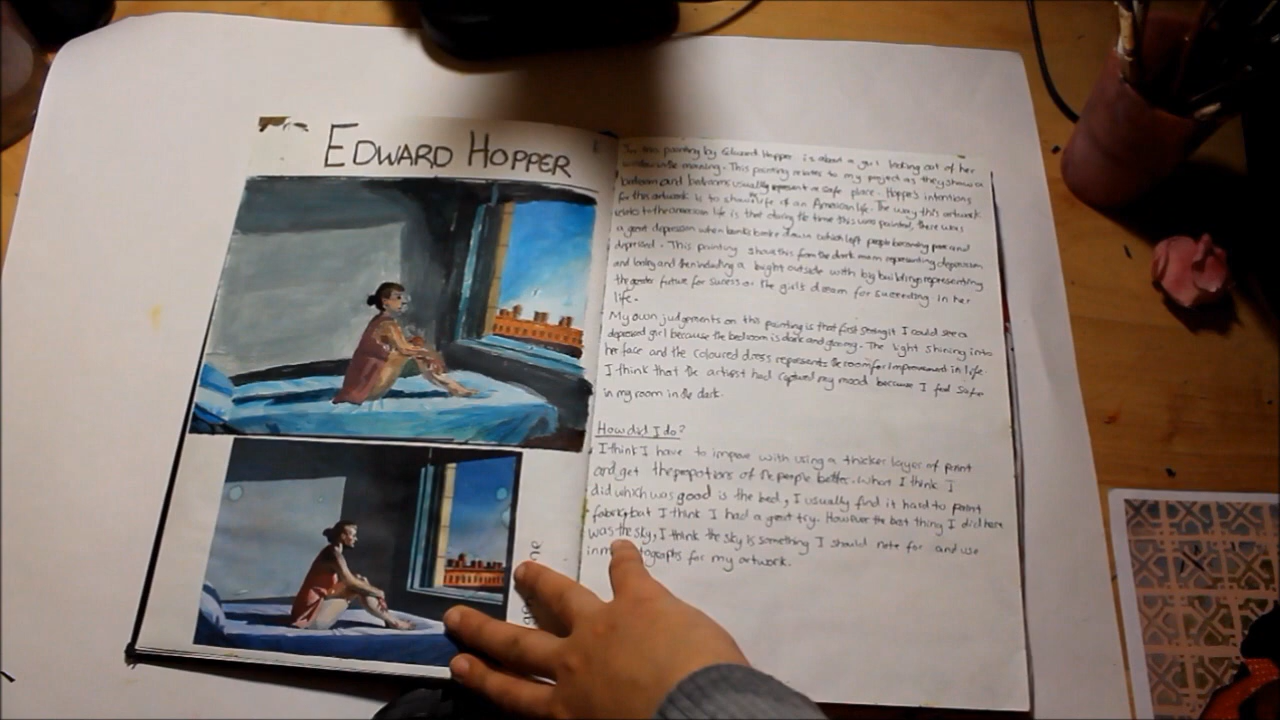 EDWARD HOPPER
In this painting by Edward Hopper is about a girl looking out of her
window in the morning. This painting relates to my project as they show a
bedroom and bedrooms usually represent a safe place. Hoppe's intentions
for this artwork is to show the life of an American life. The way this artwork
links to the american life is that during the time this was painted, there was
a great depression when banks broke down which left people becoming poor and
depressed. This painting shows this from the dark room representing depression
and then including a bright outside with big buildings representing
the greater future for success or the girls dream for succeeding in her
life.
My own judgements on this painting is that first seeing it I could see a
depressed girl because the bedroom is dark and gloomy. The light shining into
her face and the coloured dress represents the room for improvement in life.
I think that the artist had captured my mood because I feel safe
in my room in the dark.
How did I do?
I think I have to improve with using a thicker layer of paint
and get the propotions of the people better. What I think I
did which was good is the bed, I usually find it hard to paint
fabric but I think I had a great try. However the best thing I did here
was the sky, I think the sky is something I should note for and use
in my photographs for my artwork.